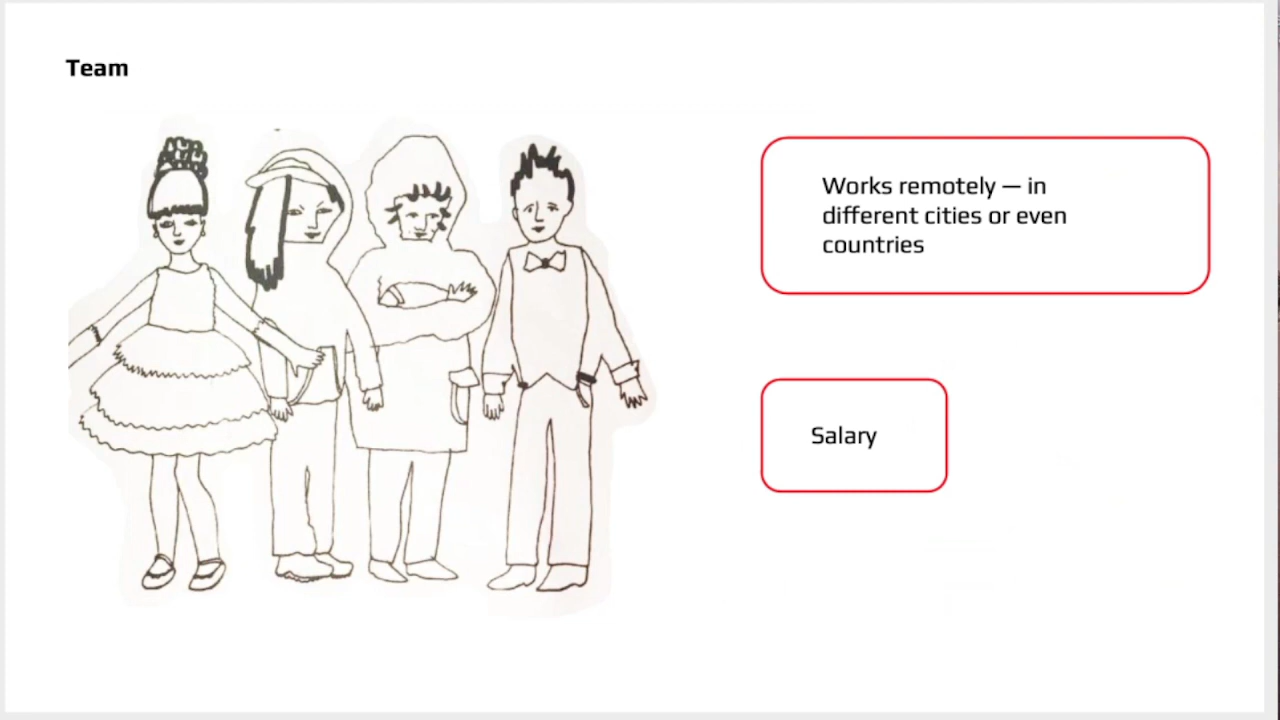 Team
Works remotely — in
different cities or even
countries
Salary